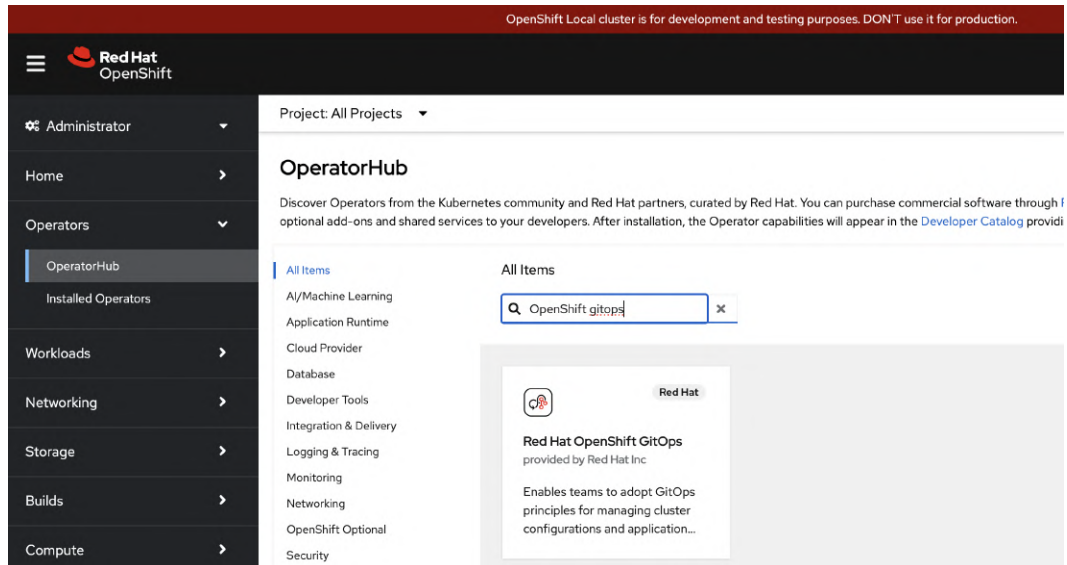 OpenShift Local cluster is for development and testing purposes. DON'T use it for production.
Red Hat
OpenShift
Administrator
Home
Operators
OperatorHub
Installed Operators
Workloads
Networking
Storage
Builds
Compute
Project: All Projects
OperatorHub
Discover Operators from the Kubernetes community and Red Hat partners, curated by Red Hat. You can purchase commercial software through
optional add-ons and shared services to your developers. After installation, the Operator capabilities will appear in the Developer Catalog providi
All Items
AI/Machine Learning
Application Runtime
Cloud Provider
Database
Developer Tools
Integration & Delivery
Logging & Tracing
Monitoring
Networking
OpenShift Optional
Security
All Items
OpenShift gitops
Red Hat
Red Hat OpenShift GitOps
provided by Red Hat Inc
Enables teams to adopt GitOps
principles for managing cluster
configurations and application...